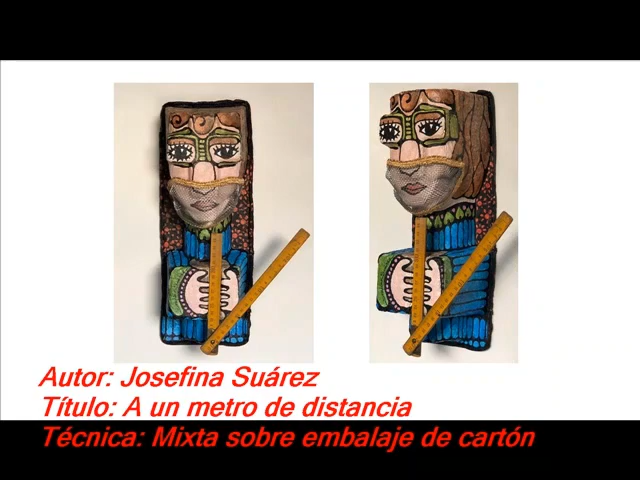 Autor: Josefina Suárez
Título: A un metro de distancia
Técnica: Mixta sobre embalaje de cartón